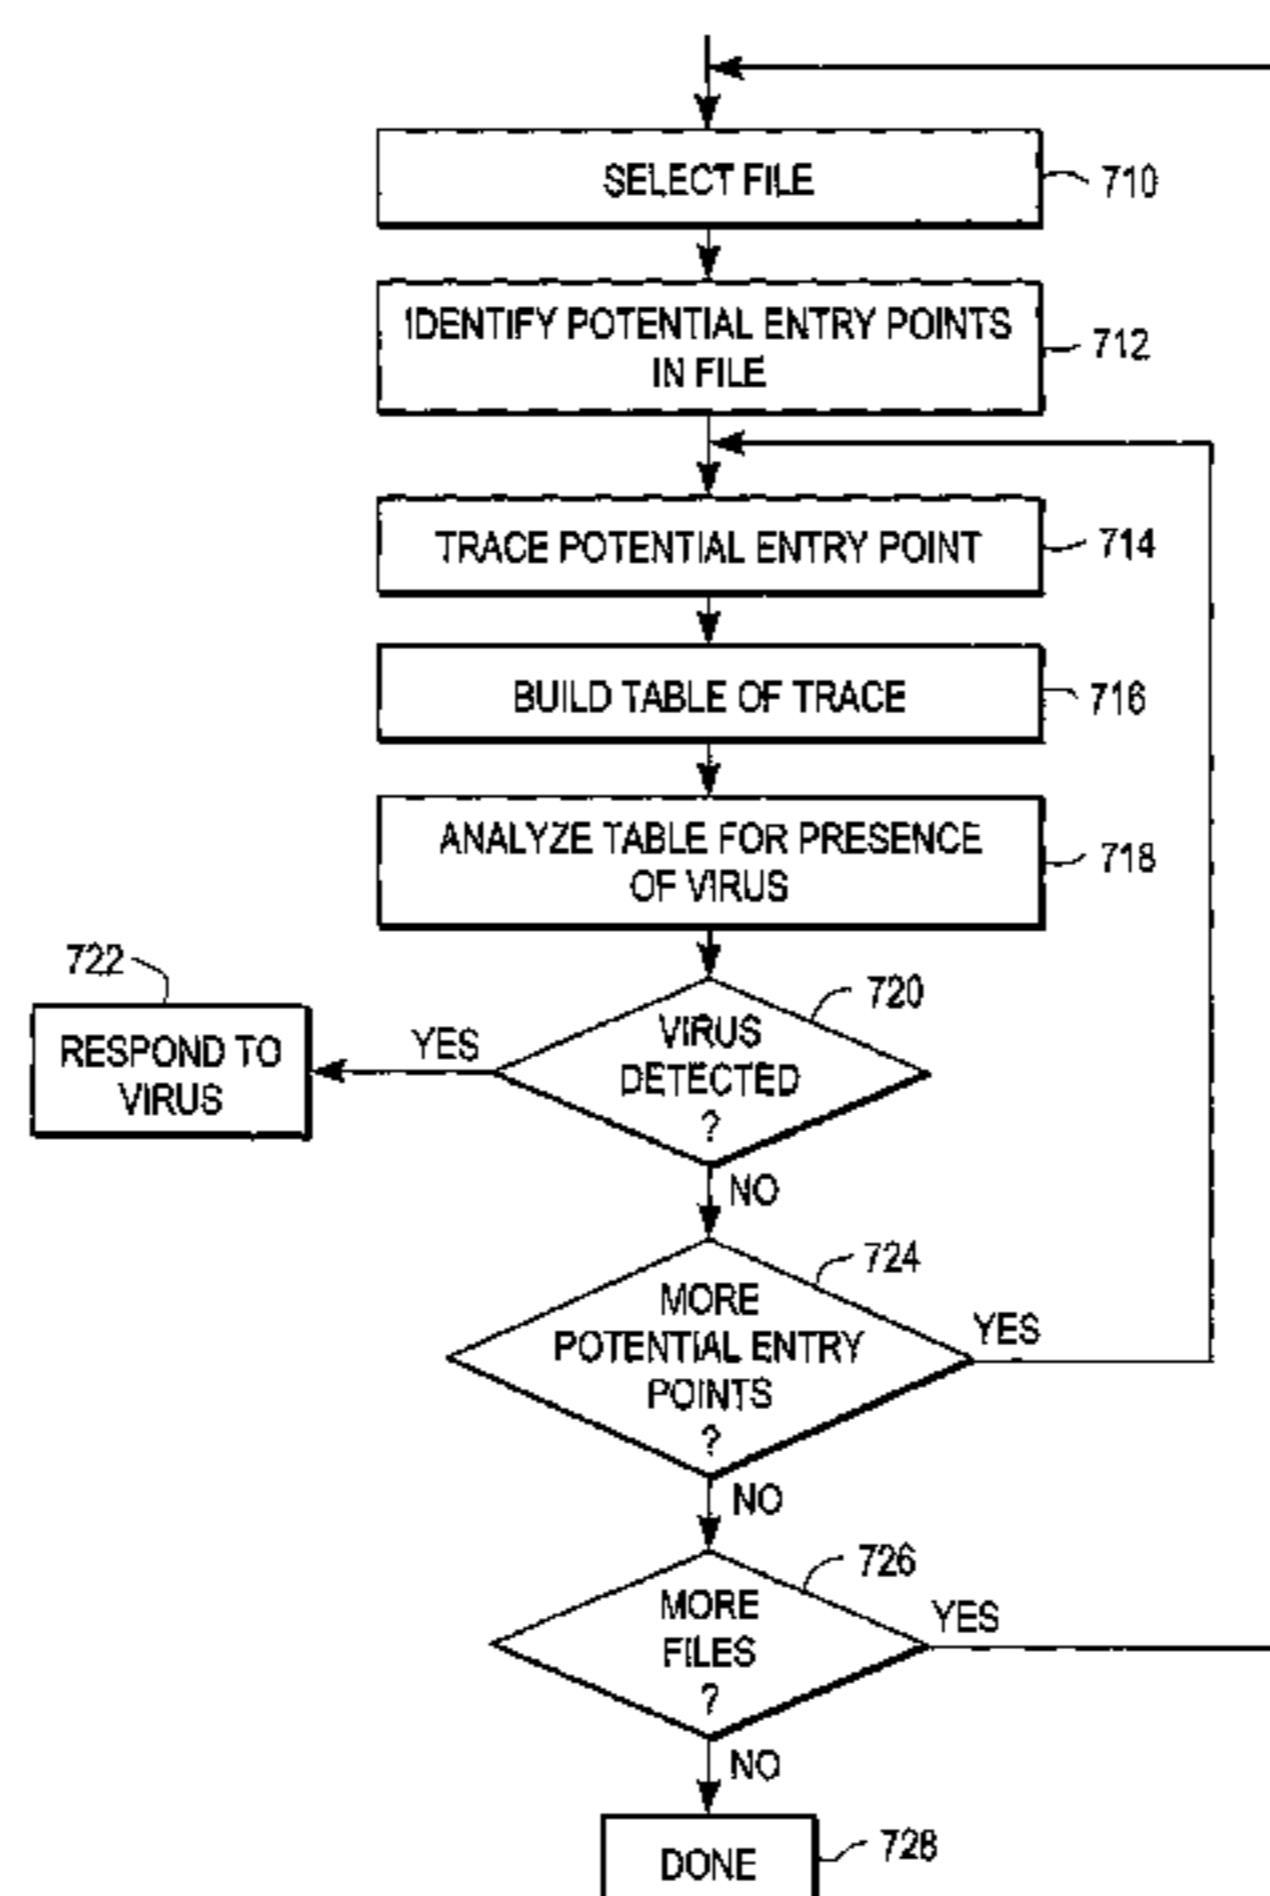 SELECT FILE
710
IDENTIFY POTENTIAL ENTRY POINTS
IN FILE
712
TRACE POTENTIAL ENTRY POINT
714
BUILD TABLE OF TRACE
716
ANALYZE TABLE FOR PRESENCE
OF VIRUS
718
722
RESPOND TO
VIRUS
YES
VIRUS
DETECTED
?
720
NO
MORE
POTENTIAL ENTRY
POINTS
?
724
YES
NO
MORE
FILES
?
726
YES
NO
DONE
728